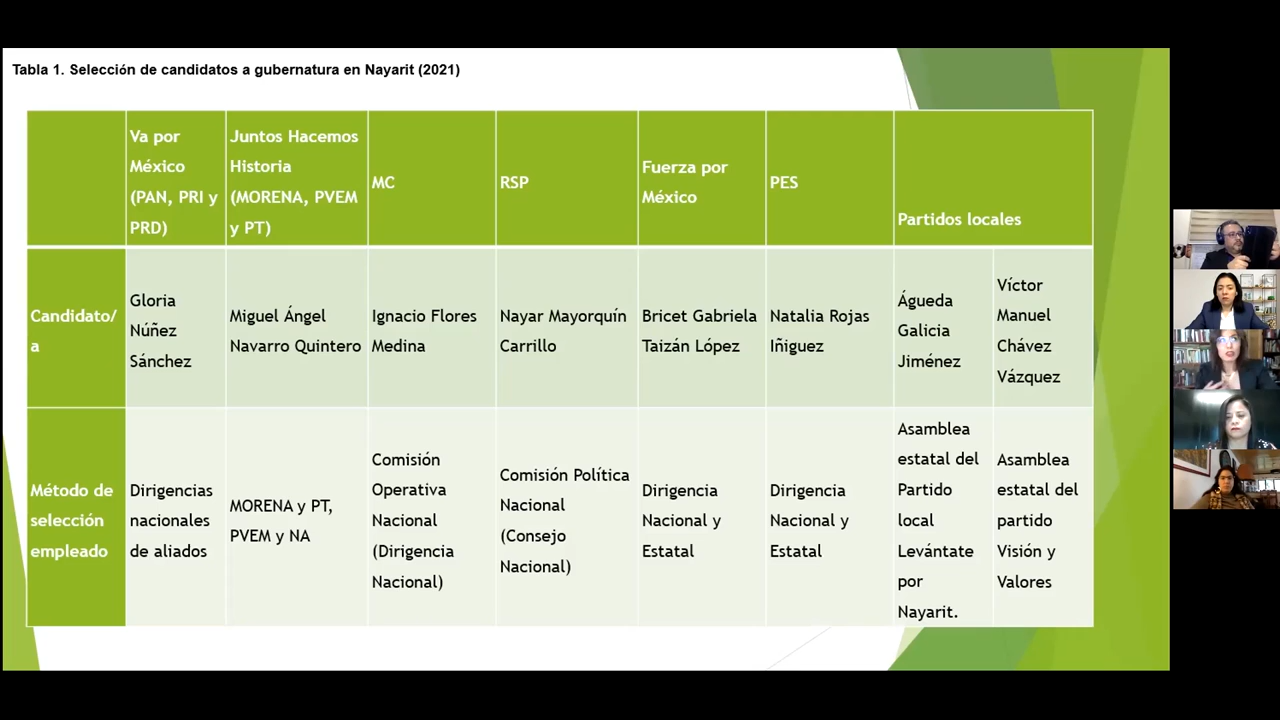 Tabla 1. Selección de candidatos a gubernatura en Nayarit (2021)
Va por
México
(PAN, PRI y
PRD)
Juntos Hacemos
Historia
(MORENA, PVEM
y PT)
MC
RSP
Fuerza por
México
PES
Partidos locales
Candidato/
a
Gloria
Núñez
Sánchez
Miguel Ángel
Navarro Quintero
Ignacio Flores
Medina
Nayar Mayorquín
Carrillo
Bricet Gabriela
Taizán López
Natalia Rojas
Iñiguez
Águeda
Galicia
Jiménez
Víctor
Manuel
Chávez
Vázquez
Método de
selección
empleado
Dirigencias
nacionales
de aliados
MORENA y PT,
PVEM y NA
Comisión
Operativa
Nacional
(Dirigencia
Nacional)
Comisión Política
Nacional
(Consejo
Nacional)
Dirigencia
Nacional y
Estatal
Dirigencia
Nacional y
Estatal
Asamblea
estatal del
Partido
local
Levántate
por
Nayarit.
Asamblea
estatal del
partido
Visión y
Valores